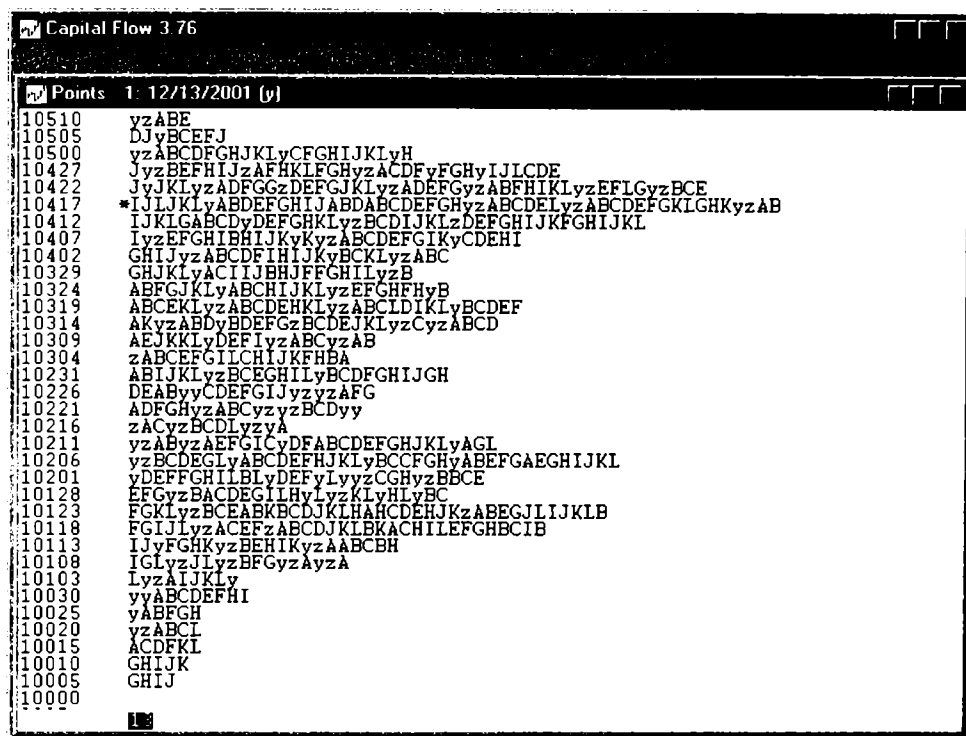 Capital Flow 3.76
Points 1: 12/13/2001 (y)
10510 yzABE
10505 DJyBCEFJ
10500 yzABCDFGHJKLyCFGHIJKLyH
10427 JyzBEFHIJzAFHKLFGHyzACDFyFGHyIJLCDE
10422 JyJKLyzADFGGzDEFGJKLyzADEFGyzABFHIKLyzEFLGyzBCE
10417 *IJLJKLyABDEFGHIJABDABCDEFGHyzABCDELyzABCDEFGKLGHKyzAB
10412 IJKLGABCDyDEFGHKLyzBCDIJKLzDEFGHIJKFGHIJKL
10407 IyzEFGHIBHIJKyKyzABCDEFGIKyCDEHI
10402 GHIJyzABCDFIHIJKyBCKLyzABC
10329 GHJKLyACIIJBHJFFGHILyzB
10324 ABFGJKLyABCHIJKLyzEFGHFHyB
10319 ABCEKLyzABCDEHKLyzABCLDIKLyBCDEF
10314 AKyzABDyBDEFGzBCDEJKLyzCyzABCD
10309 AEJKKLyDEFIyzABCyzAB
10304 zABCEFGILCHIJKFHBA
10231 ABIJKLyzBCEGHILyBCDFGHIJGH
10226 DEAByyCDEFGIJyzyzAFG
10221 ADFGHyzABCyzyzBCDyy
10216 zACyzBCDLyzyA
10211 yzAByzAEFGICyDFABCDEFGHJKLyAGL
10206 yzBCDEGLyABCDEFHJKLyBCCFGHyABEFGAEGHIJKL
10201 yDEFFGHILBLyDEFyLyyzCGHyzBBCE
10128 EFGyzBACDEGILHyLyzKLyHLyBC
10123 FGKLyzBCEABKBCDJKLHAHCDEHJKzABEGJLIJKLB
10118 FGIJLyzACEFzABCDJKLBKACHILEFGHBCIB
10113 IJyFGHKyzBEHIKyzAABCBH
10108 IGLyzJLyzBFGyzAyzA
10103 LyzAIJKLy
10030 yyABCDEFHI
10025 yABFGH
10020 yzABCL
10015 ACDFKL
10010 GHIJK
10005 GHIJ
10000
----
1